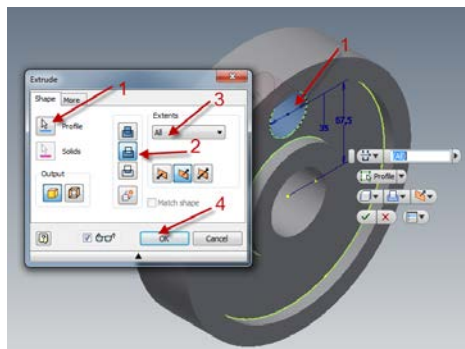 Extrude
Shape More
1
1
Profile
Extents
3
All
2
Solids
Output
Match shape
4
OK Cancel
35
57,5
Profile